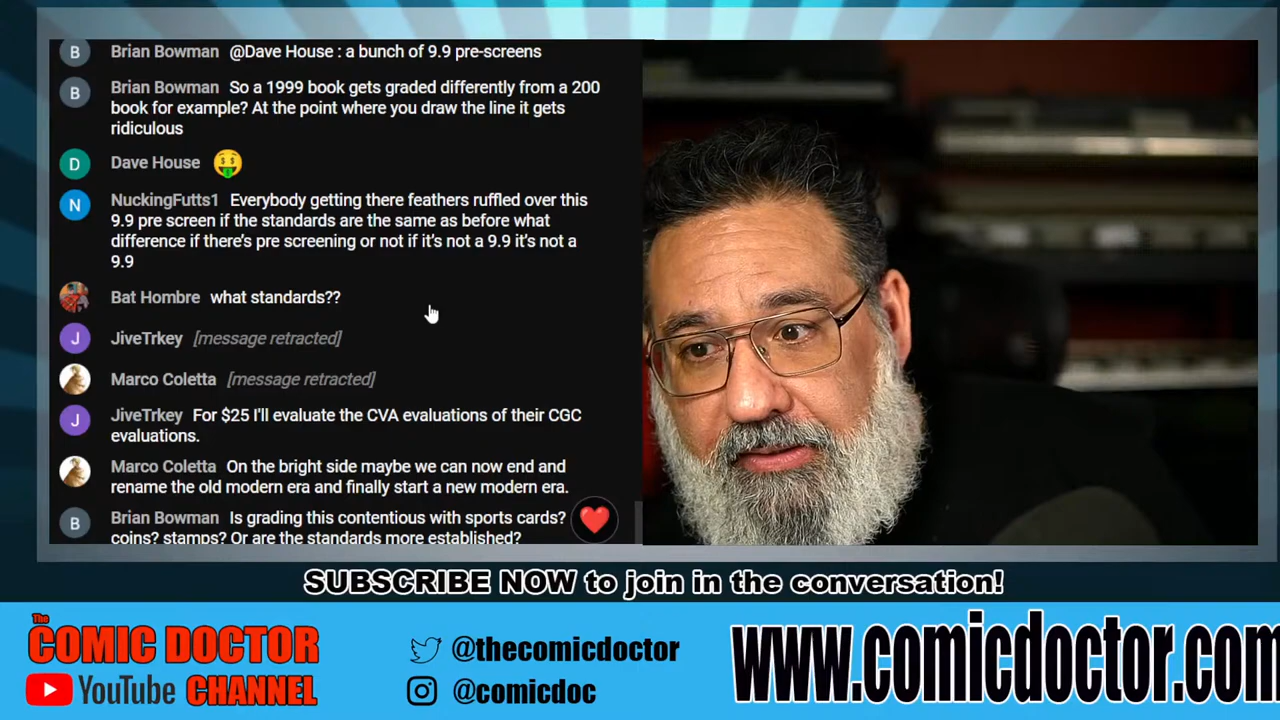 B Brian Bowman @Dave House : a bunch of 9.9 pre-screens
B Brian Bowman So a 1999 book gets graded differently from a 200
book for example? At the point where you draw the line it gets
ridiculous
D Dave House
N NuckingFutts1 Everybody getting there feathers ruffled over this
9.9 pre screen if the standards are the same as before what
difference if there's pre screening or not if it's not a 9.9 it's not a
9.9
Bat Hombre what standards??
J JiveTrkey [message retracted]
Marco Coletta [message retracted]
J JiveTrkey For $25 I'll evaluate the CVA evaluations of their CGC
evaluations.
Marco Coletta On the bright side maybe we can now end and
rename the old modern era and finally start a new modern era.
B Brian Bowman Is grading this contentious with sports cards?
coins? stamps? Or are the standards more established?
SUBSCRIBE NOW to join in the conversation!
The
COMIC DOCTOR
YouTube CHANNEL
@thecomicdoctor
@comicdoc
www.comicdoctor.com